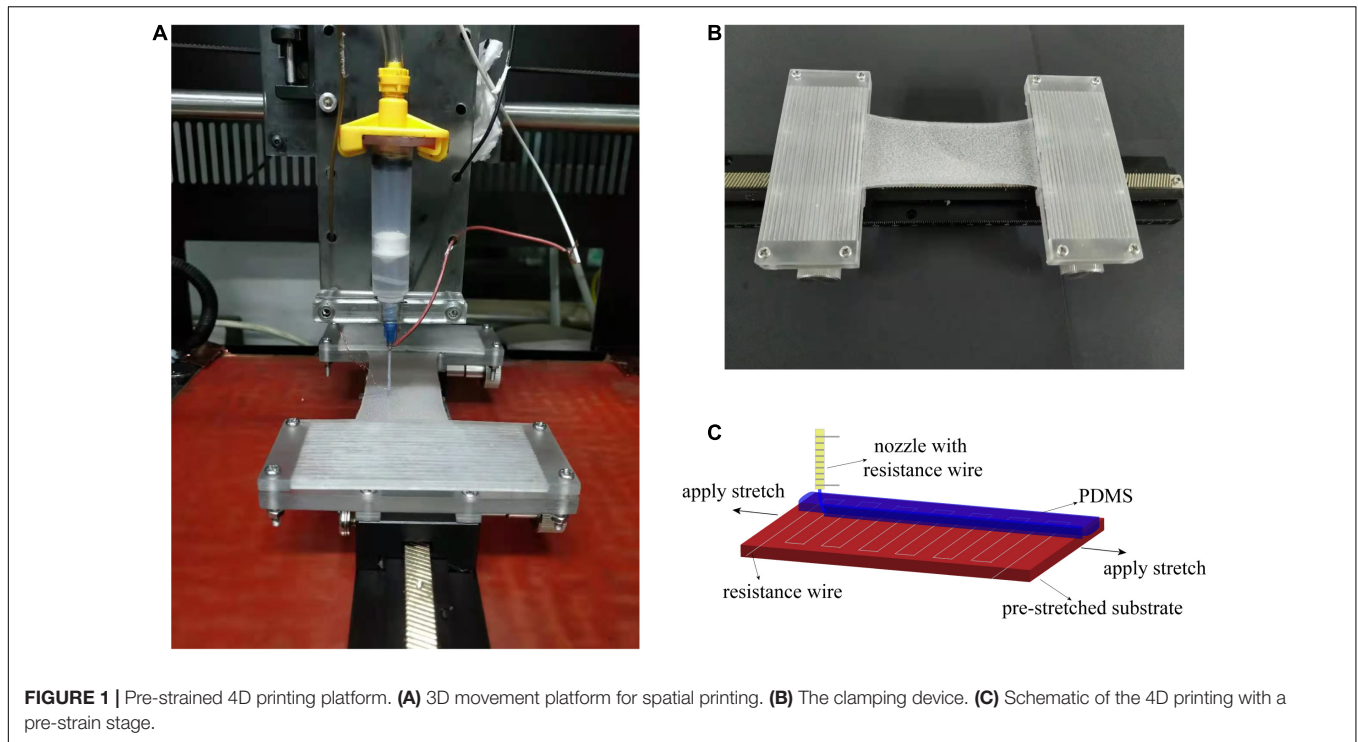 A
B
C
nozzle with
resistance wire
apply stretch
PDMS
apply stretch
resistance wire
pre-stretched substrate
FIGURE 1 | Pre-strained 4D printing platform. (A) 3D movement platform for spatial printing. (B) The clamping device. (C) Schematic of the 4D printing with a
pre-strain stage.